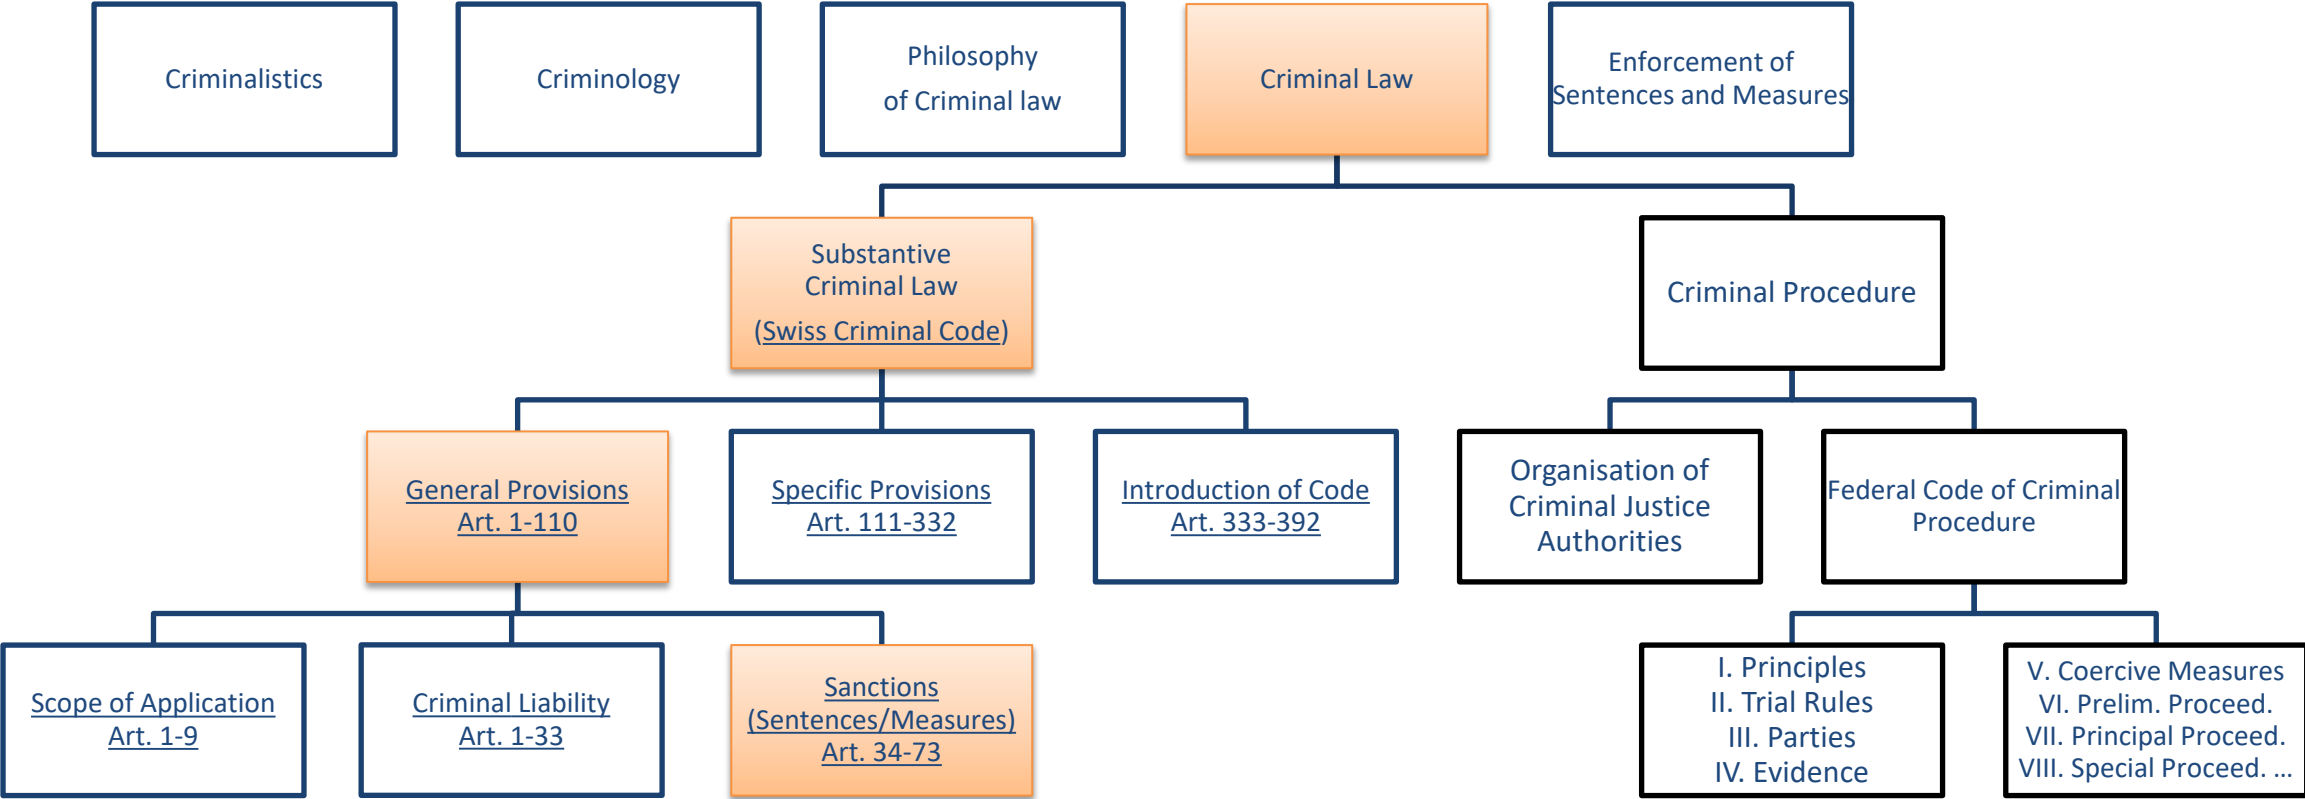 Criminalistics
Criminology
Philosophy
of Criminal law
Criminal Law
Enforcement of
Sentences and Measures
Substantive
Criminal Law
(Swiss Criminal Code)
Criminal Procedure
General Provisions
Art. 1-110
Specific Provisions
Art. 111-332
Introduction of Code
Art. 333-392
Organisation of
Criminal Justice
Authorities
Federal Code of Criminal
Procedure
Scope of Application
Art. 1-9
Criminal Liability
Art. 1-33
Sanctions
(Sentences/Measures)
Art. 34-73
I. Principles
II. Trial Rules
III. Parties
IV. Evidence
V. Coercive Measures
VI. Prelim. Proceed.
VII. Principal Proceed.
VIII. Special Proceed. ...